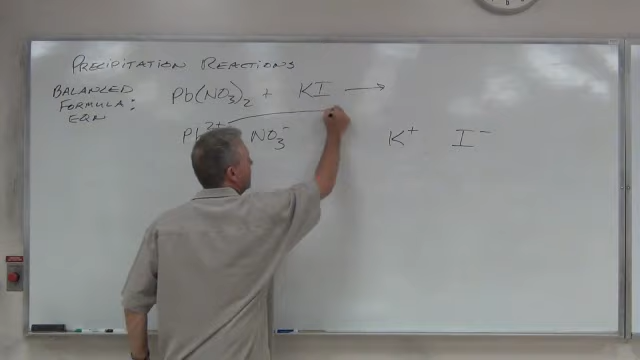 PRECIPITATION REACTIONS
BALANCED
FORMULA:
EQN
Pb(NO₃)₂ + KI →
Pb²⁺ NO₃⁻ K⁺ I⁻